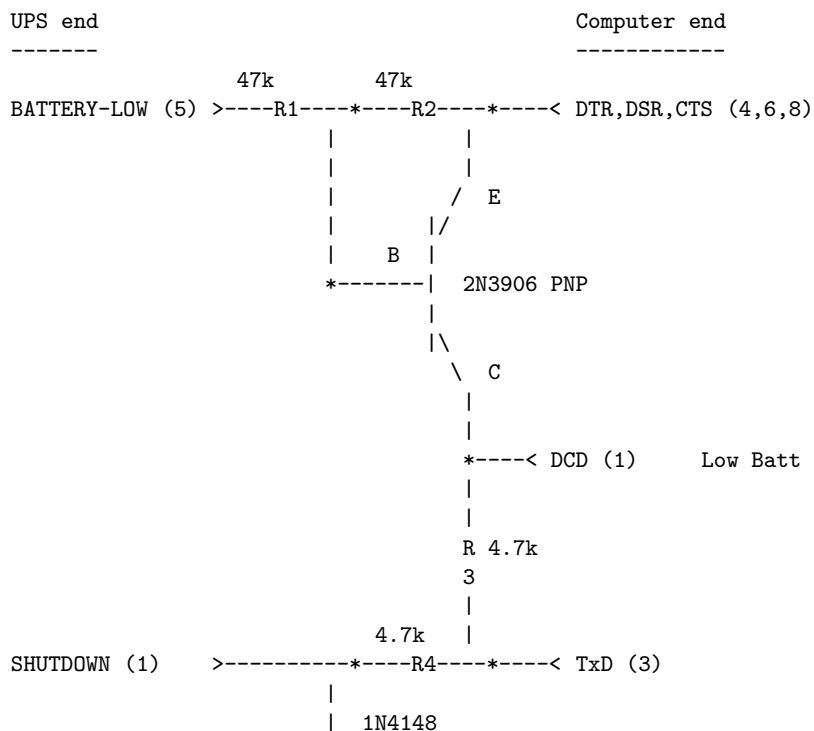 UPS end                                     Computer end
-------                                     ------------
               47k        47k
BATTERY-LOW (5) >----R1----*----R2----*----< DTR,DSR,CTS (4,6,8)
                     |          |
                     |          |
                     |         /  E
                     |       |/
                     |    B  |
                     *-------|  2N3906 PNP
                             |
                             |\
                               \  C
                                |
                                |
                                *----< DCD (1)     Low Batt
                                |
                                |
                                R 4.7k
                                3
                                |
                        4.7k    |
SHUTDOWN (1)    >----------*----R4----*----< TxD (3)
                     |
                     |  1N4148